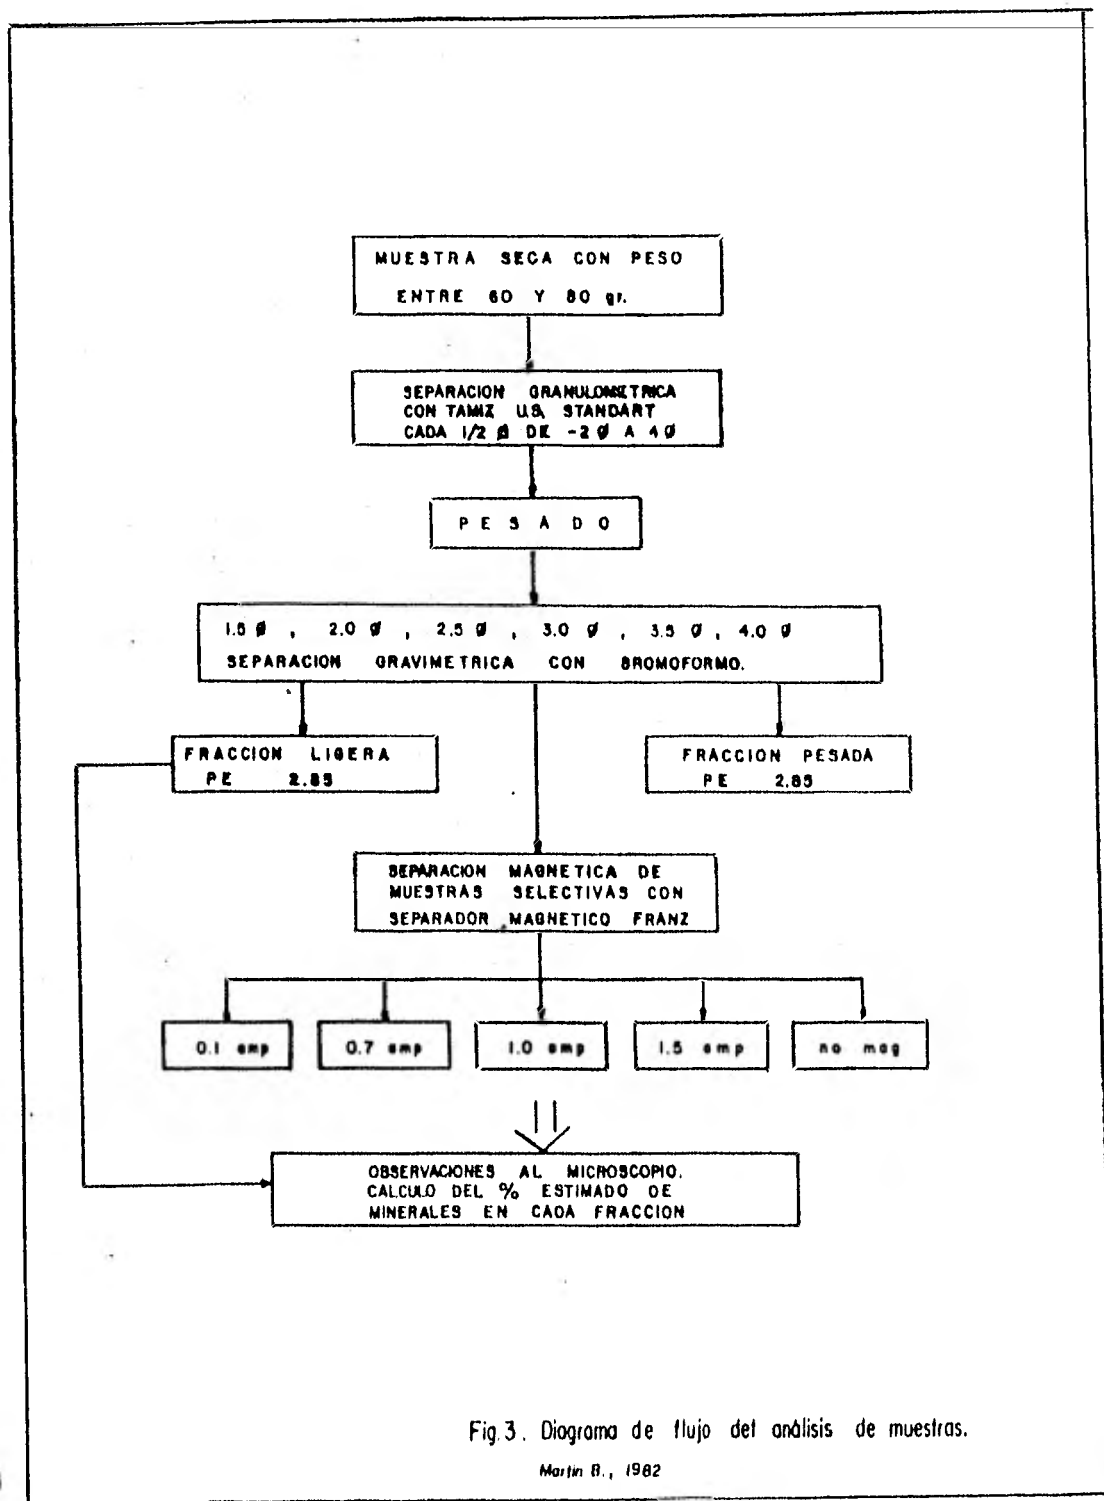 MUESTRA SECA CON PESO
ENTRE 60 Y 80 gr.
SEPARACION GRANULOMETRICA
CON TAMIZ U.S. STANDART
CADA 1/2 Ø DE -2 Ø A 4 Ø
PESADO
1.5 Ø , 2.0 Ø , 2.5 Ø , 3.0 Ø , 3.5 Ø , 4.0 Ø
SEPARACION GRAVIMETRICA CON BROMOFORMO.
FRACCION LIGERA
PE 2.85
FRACCION PESADA
PE 2.85
SEPARACION MAGNETICA DE
MUESTRAS SELECTIVAS CON
SEPARADOR MAGNETICO FRANZ
0.1 amp
0.7 amp
1.0 amp
1.5 amp
no mag
OBSERVACIONES AL MICROSCOPIO.
CALCULO DEL % ESTIMADO DE
MINERALES EN CADA FRACCION
Fig. 3. Diagrama de flujo del análisis de muestras.
Martin B., 1982